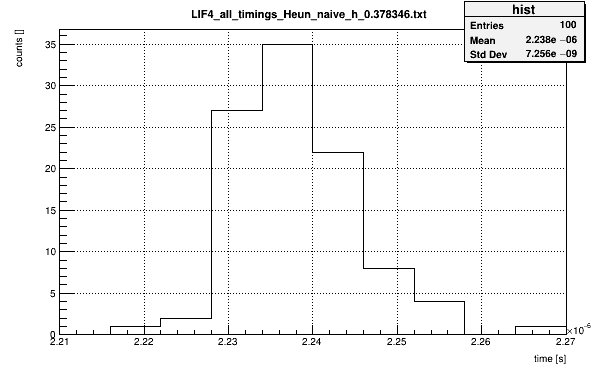 LIF4_all_timings_Heun_naive_h_0.378346.txt
hist
Entries 100
Mean 2.238e −06
Std Dev 7.256e −09
counts []
35
30
25
20
15
10
5
0
2.21 2.22 2.23 2.24 2.25 2.26 2.27
×10⁻⁶
time [s]